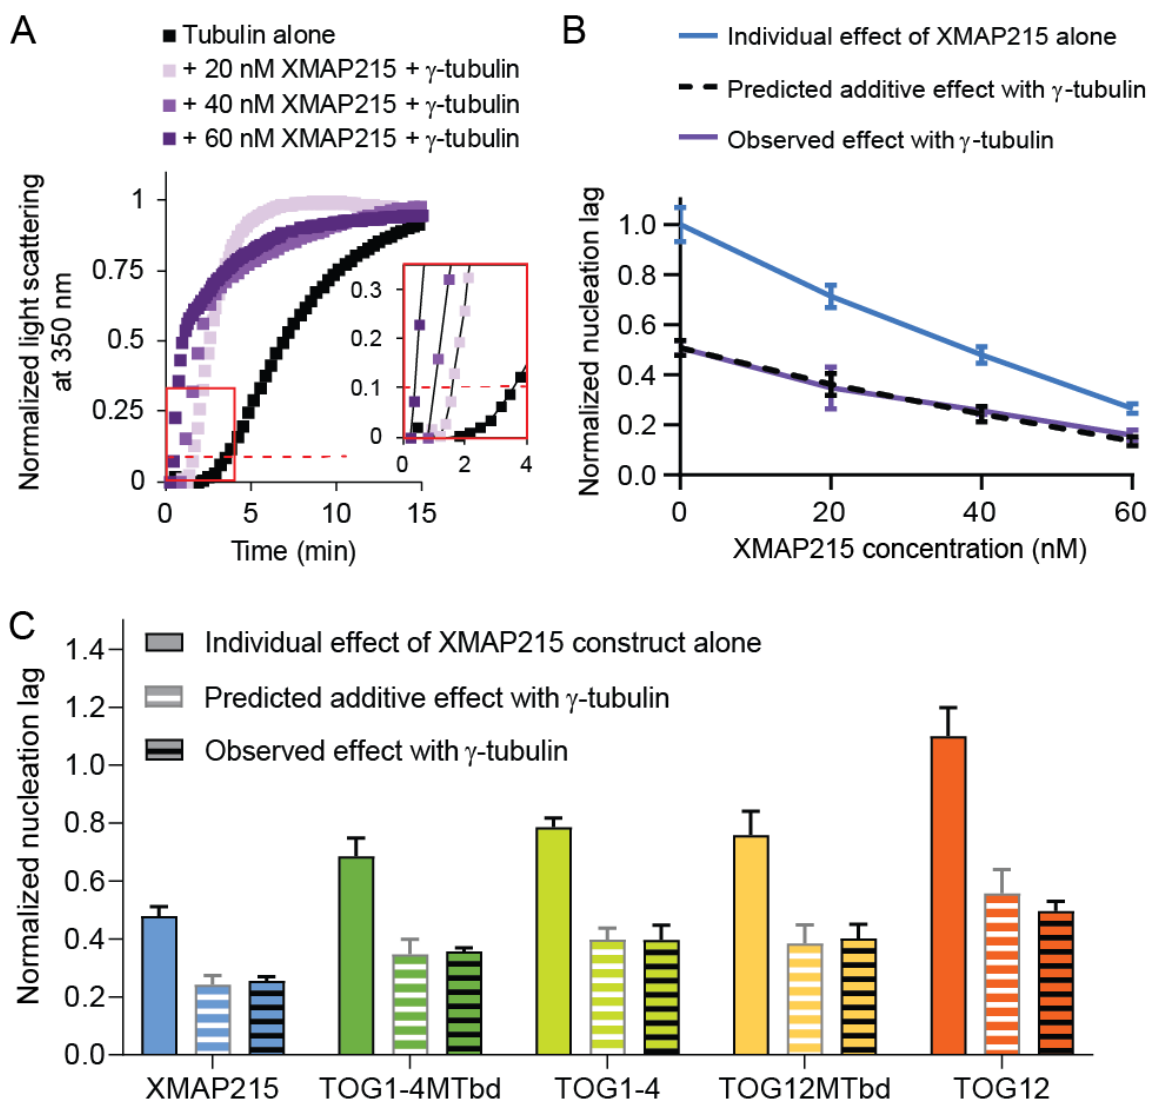 A
Tubulin alone
+ 20 nM XMAP215 + γ-tubulin
+ 40 nM XMAP215 + γ-tubulin
+ 60 nM XMAP215 + γ-tubulin
Normalized light scattering
at 350 nm
1
0.75
0.5
0.25
0
0 5 10 15
Time (min)
0.3
0.2
0.1
0
0 2 4
B
Individual effect of XMAP215 alone
Predicted additive effect with γ-tubulin
Observed effect with γ-tubulin
Normalized nucleation lag
1.0
0.8
0.6
0.4
0.2
0.0
0 20 40 60
XMAP215 concentration (nM)
C
Individual effect of XMAP215 construct alone
Predicted additive effect with γ-tubulin
Observed effect with γ-tubulin
Normalized nucleation lag
1.4
1.2
1.0
0.8
0.6
0.4
0.2
0.0
XMAP215 TOG1-4MTbd TOG1-4 TOG12MTbd TOG12